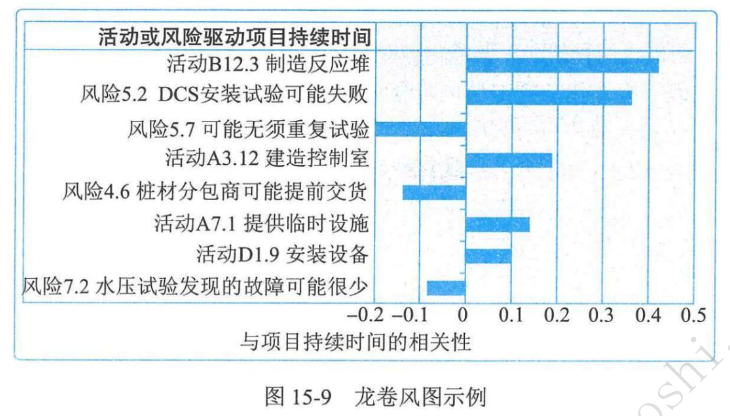 活动或风险驱动项目持续时间
活动B12.3 制造反应堆
风险5.2 DCS安装试验可能失败
风险5.7 可能无须重复试验
活动A3.12 建造控制室
风险4.6 桩材分包商可能提前交货
活动A7.1 提供临时设施
活动D1.9 安装设备
风险7.2 水压试验发现的故障可能很少
−0.2 −0.1 0 0.1 0.2 0.3 0.4 0.5
与项目持续时间的相关性
图 15-9 龙卷风图示例
oshi